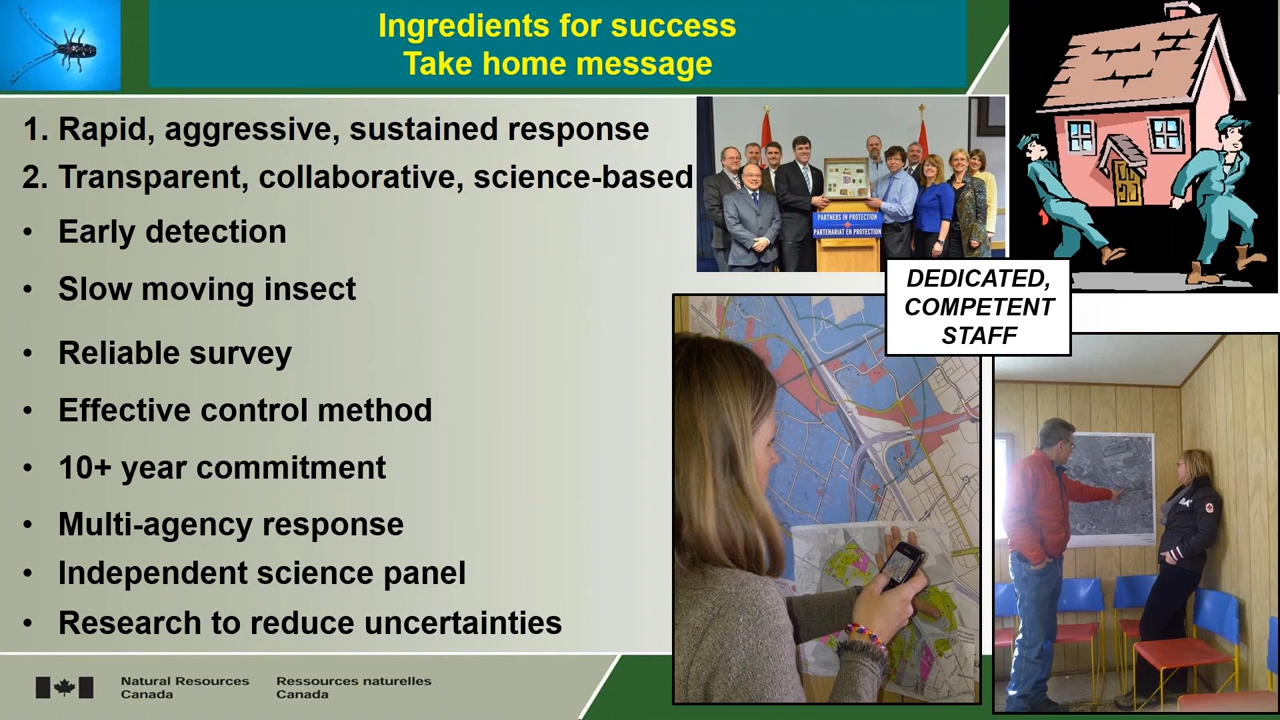 Ingredients for success
Take home message
1. Rapid, aggressive, sustained response
2. Transparent, collaborative, science-based
• Early detection
• Slow moving insect
• Reliable survey
• Effective control method
• 10+ year commitment
• Multi-agency response
• Independent science panel
• Research to reduce uncertainties
PARTNERS IN PROTECTION
PARTENARIAT EN PROTECTION
DEDICATED,
COMPETENT
STAFF
Natural Resources
Canada
Ressources naturelles
Canada